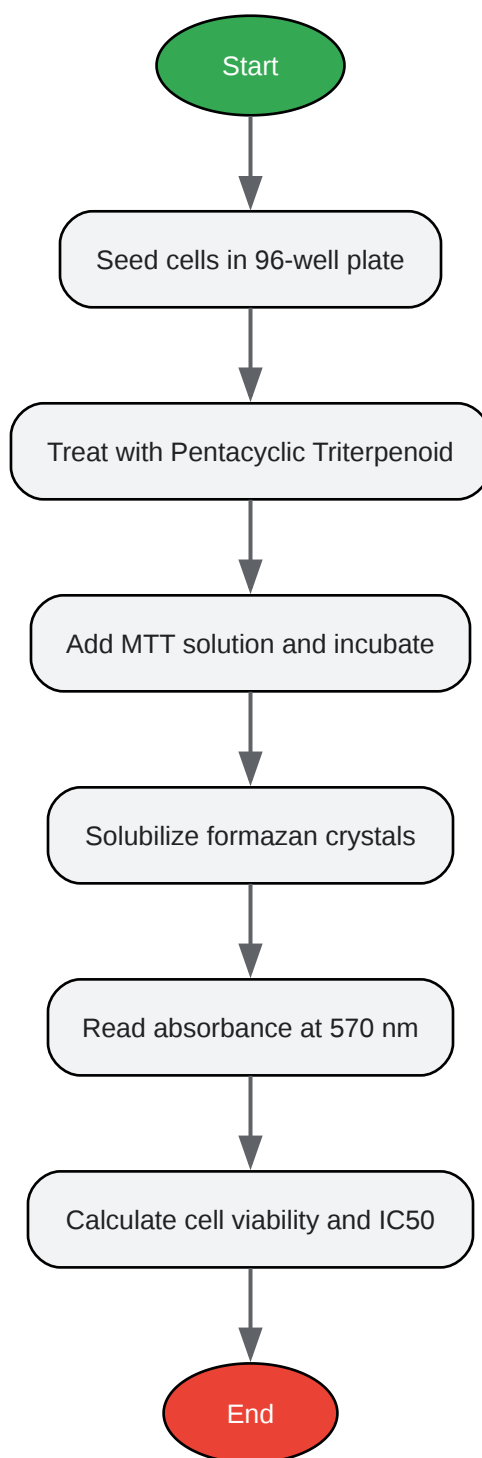 Start
Seed cells in 96-well plate
Treat with Pentacyclic Triterpenoid
Add MTT solution and incubate
Solubilize formazan crystals
Read absorbance at 570 nm
Calculate cell viability and IC50
End